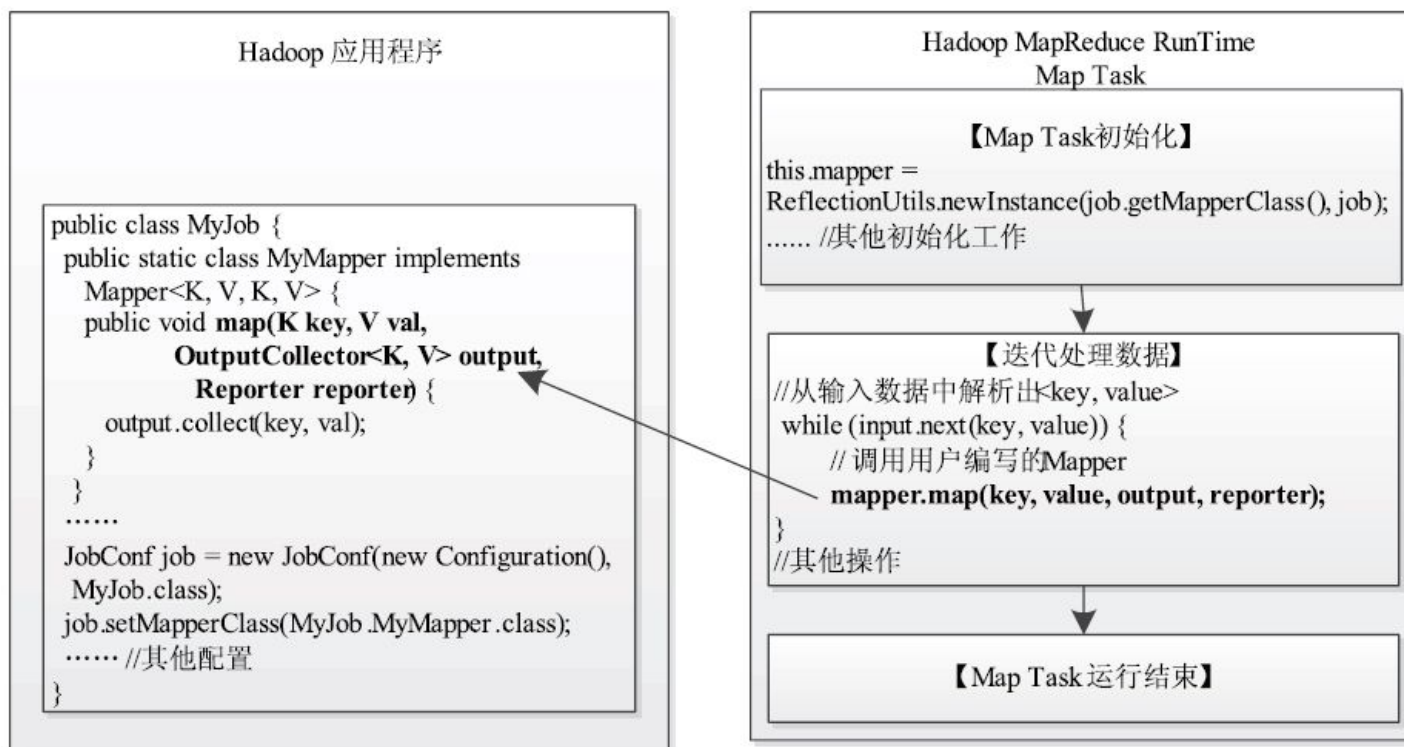 Hadoop 应用程序
public class MyJob {
public static class MyMapper implements
Mapper<K, V, K, V> {
public void map(K key, V val,
OutputCollector<K, V> output,
Reporter reporter) {
output.collect(key, val);
}
}
……
JobConf job = new JobConf(new Configuration(),
MyJob.class);
job.setMapperClass(MyJob.MyMapper.class);
…… //其他配置
}
Hadoop MapReduce RunTime
Map Task
【Map Task初始化】
this.mapper =
ReflectionUtils.newInstance(job.getMapperClass(), job);
...... //其他初始化工作
【迭代处理数据】
//从输入数据中解析出<key, value>
while (input.next(key, value)) {
// 调用用户编写的Mapper
mapper.map(key, value, output, reporter);
}
//其他操作
【Map Task 运行结束】